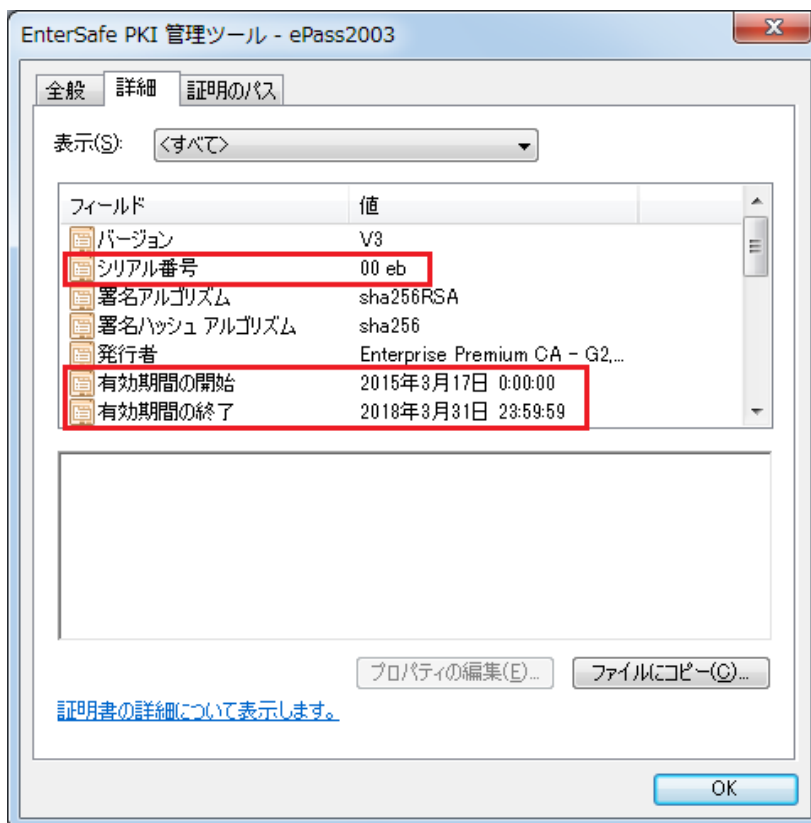 EnterSafe PKI 管理ツール - ePass2003
全般 詳細 証明のパス
表示(S): <すべて>
フィールド 値
バージョン V3
シリアル番号 00 eb
署名アルゴリズム sha256RSA
署名ハッシュ アルゴリズム sha256
発行者 Enterprise Premium CA - G2,...
有効期間の開始 2015年3月17日 0:00:00
有効期間の終了 2018年3月31日 23:59:59
プロパティの編集(E)... ファイルにコピー(C)...
証明書の詳細について表示します。
OK